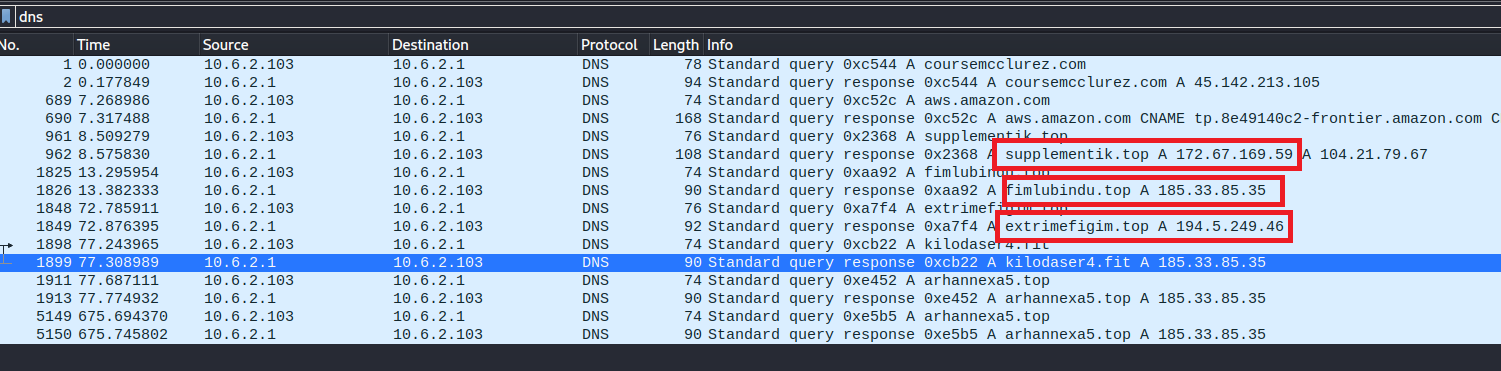 dns
No. Time Source Destination Protocol Length Info
1 0.000000 10.6.2.103 10.6.2.1 DNS 78 Standard query 0xc544 A coursemcclurez.com
2 0.177849 10.6.2.1 10.6.2.103 DNS 94 Standard query response 0xc544 A coursemcclurez.com A 45.142.213.105
689 7.268986 10.6.2.103 10.6.2.1 DNS 74 Standard query 0xc52c A aws.amazon.com
690 7.317488 10.6.2.1 10.6.2.103 DNS 168 Standard query response 0xc52c A aws.amazon.com CNAME tp.8e49140c2-frontier.amazon.com C
961 8.509279 10.6.2.103 10.6.2.1 DNS 76 Standard query 0x2368 A supplementik.top
962 8.575830 10.6.2.1 10.6.2.103 DNS 108 Standard query response 0x2368 A supplementik.top A 172.67.169.59 A 104.21.79.67
1825 13.295954 10.6.2.103 10.6.2.1 DNS 74 Standard query 0xaa92 A fimlubindu.top
1826 13.382333 10.6.2.1 10.6.2.103 DNS 90 Standard query response 0xaa92 A fimlubindu.top A 185.33.85.35
1848 72.785911 10.6.2.103 10.6.2.1 DNS 76 Standard query 0xa7f4 A extrimefigim.top
1849 72.876395 10.6.2.1 10.6.2.103 DNS 92 Standard query response 0xa7f4 A extrimefigim.top A 194.5.249.46
1898 77.243965 10.6.2.103 10.6.2.1 DNS 74 Standard query 0xcb22 A kilodaser4.fit
1899 77.308989 10.6.2.1 10.6.2.103 DNS 90 Standard query response 0xcb22 A kilodaser4.fit A 185.33.85.35
1911 77.687111 10.6.2.103 10.6.2.1 DNS 74 Standard query 0xe452 A arhannexa5.top
1913 77.774932 10.6.2.1 10.6.2.103 DNS 90 Standard query response 0xe452 A arhannexa5.top A 185.33.85.35
5149 675.694370 10.6.2.103 10.6.2.1 DNS 74 Standard query 0xe5b5 A arhannexa5.top
5150 675.745802 10.6.2.1 10.6.2.103 DNS 90 Standard query response 0xe5b5 A arhannexa5.top A 185.33.85.35